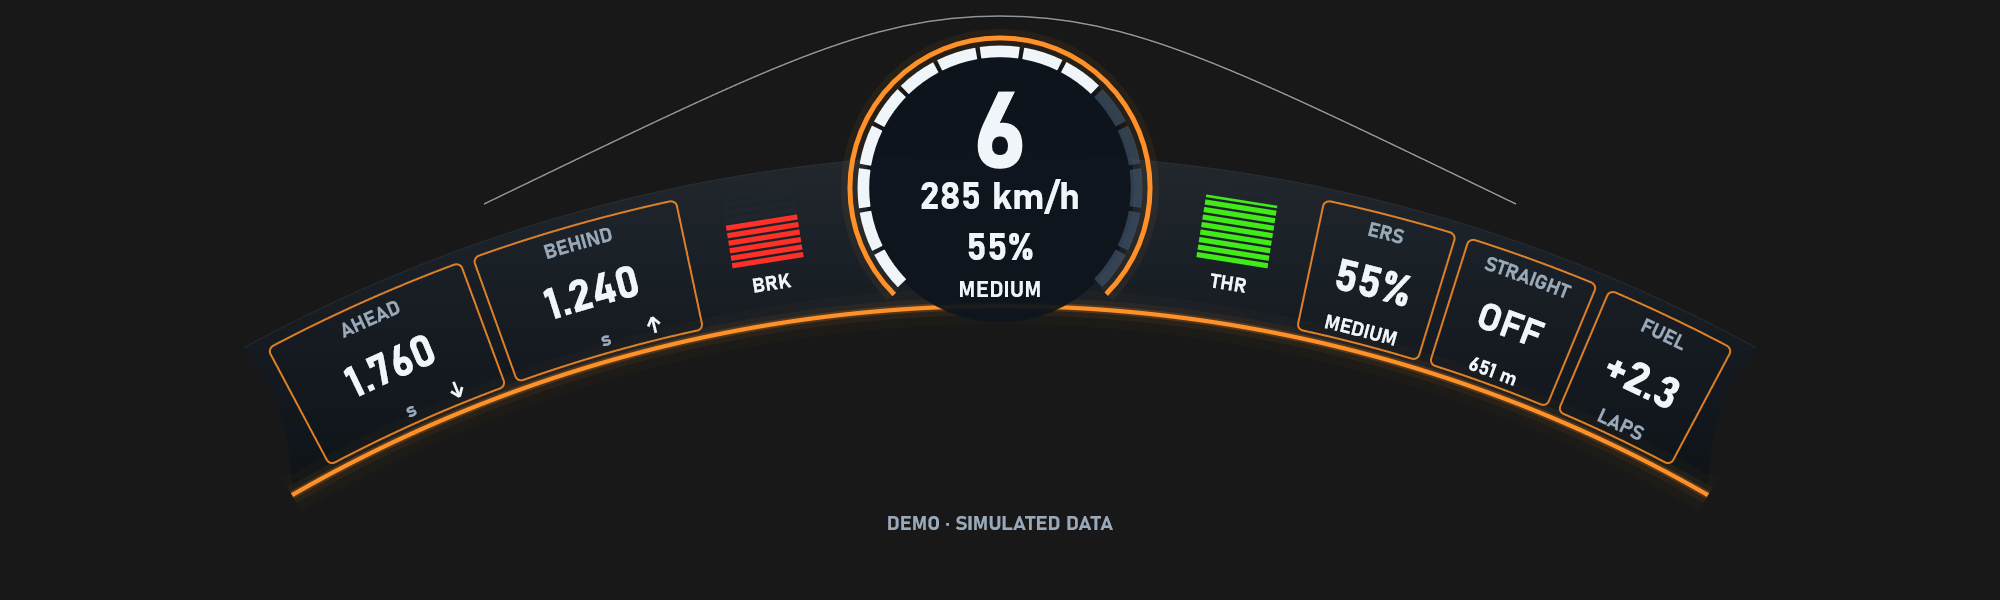 AHEAD
1.760
s ↓
BEHIND
1.240
s ↑
BRK
6
285 km/h
55%
MEDIUM
THR
ERS
55%
MEDIUM
STRAIGHT
OFF
651 m
FUEL
+2.3
LAPS
DEMO · SIMULATED DATA